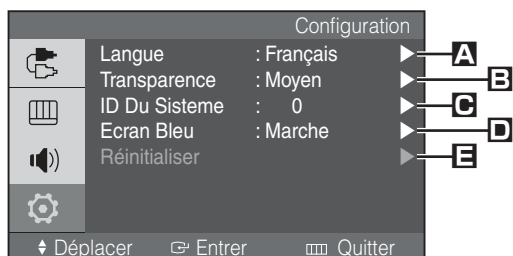 Configuration
Langue : Français A
Transparence : Moyen B
ID Du Sisteme : 0 C
Ecran Bleu : Marche D
Réinitialiser E
Déplacer Entrer Quitter